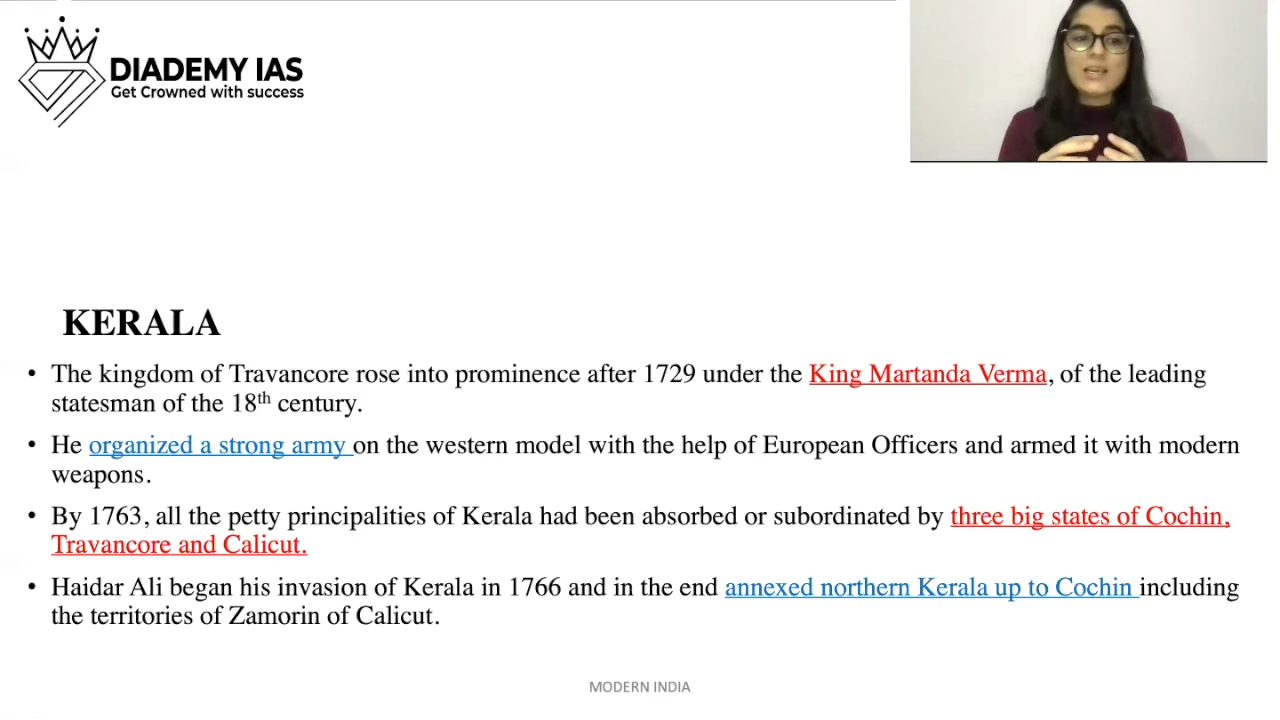 DIADEMY IAS
Get Crowned with success
KERALA
• The kingdom of Travancore rose into prominence after 1729 under the King Martanda Verma, of the leading
statesman of the 18th century.
• He organized a strong army on the western model with the help of European Officers and armed it with modern
weapons.
• By 1763, all the petty principalities of Kerala had been absorbed or subordinated by three big states of Cochin,
Travancore and Calicut.
• Haidar Ali began his invasion of Kerala in 1766 and in the end annexed northern Kerala up to Cochin including
the territories of Zamorin of Calicut.
MODERN INDIA